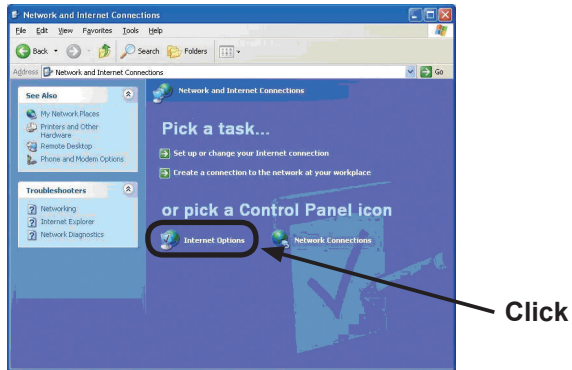 Network and Internet Connections
File Edit View Favorites Tools Help
Back Search Folders
Address Network and Internet Connections Go
See Also
My Network Places
Printers and Other
Hardware
Remote Desktop
Phone and Modem Options
Troubleshooters
Networking
Internet Explorer
Network Diagnostics
Network and Internet Connections
Pick a task...
Set up or change your Internet connection
Create a connection to the network at your workplace
or pick a Control Panel icon
Internet Options Network Connections
Click